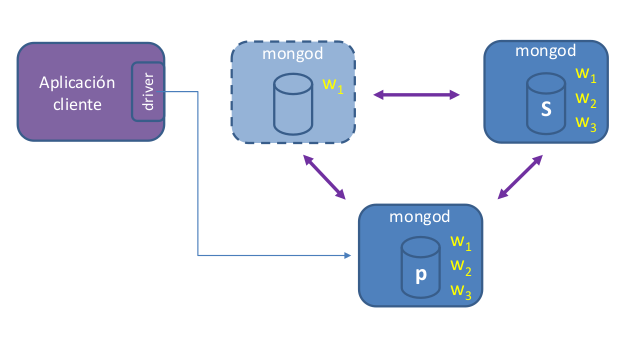 Aplicación
cliente
driver
mongod
w₁
mongod
S
w₁
w₂
w₃
mongod
p
w₁
w₂
w₃